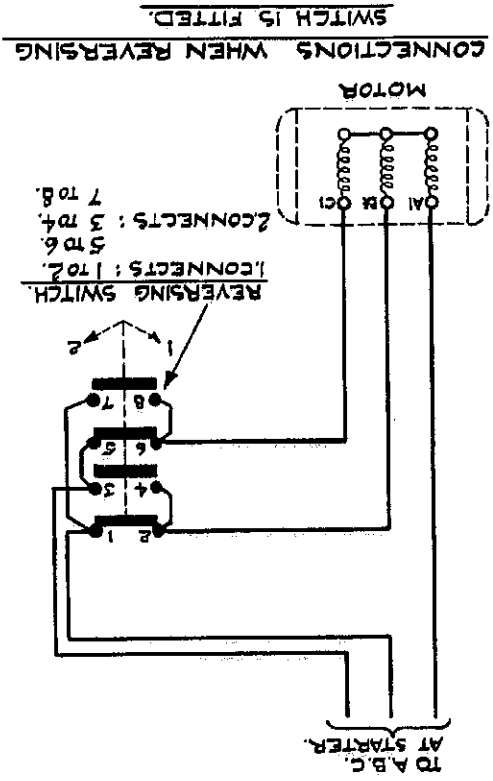 TO A.B.C.
AT STARTER.
2 1
4 3
6 5
8 7
1 2
REVERSING SWITCH.
1.CONNECTS : 1 TO 2.
5 TO 6.
2.CONNECTS : 3 TO 4.
7 TO 8.
A1 B1 C1
MOTOR
CONNECTIONS WHEN REVERSING
SWITCH IS FITTED.